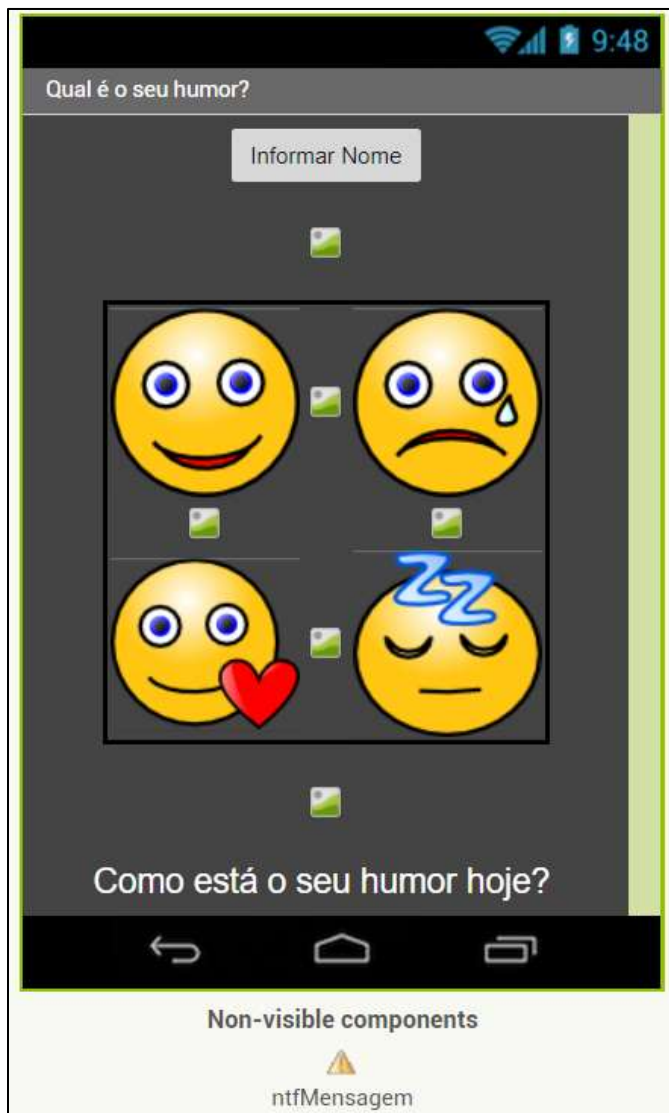 9:48
Qual é o seu humor?
Informar Nome
Como está o seu humor hoje?
Non-visible components
ntfMensagem